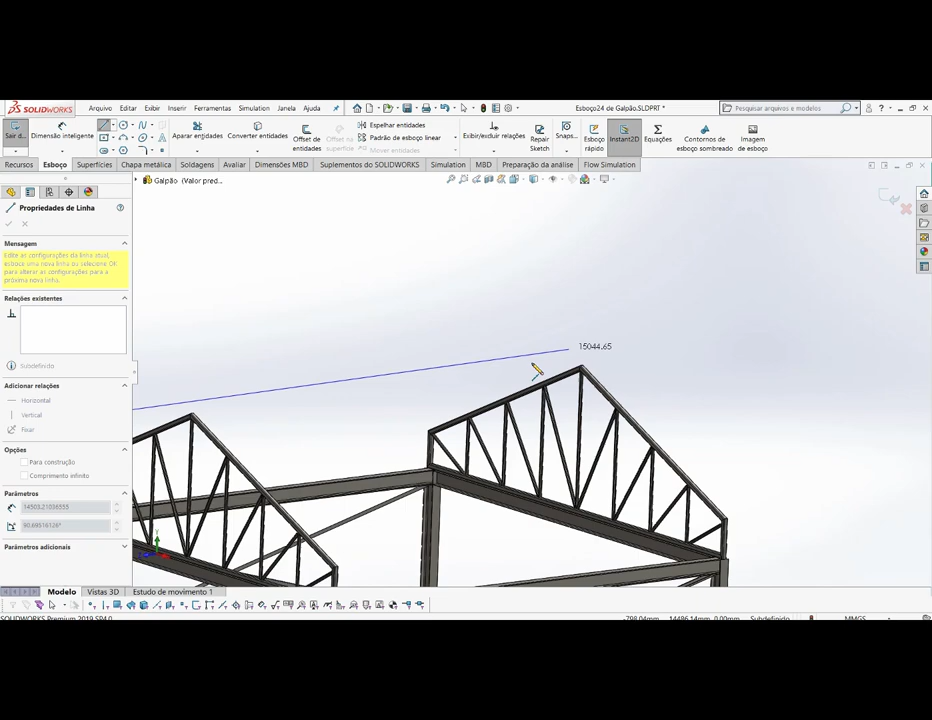 SOLIDWORKS Arquivo Editar Exibir Inserir Ferramentas Simulation Janela Ajuda Esboço24 de Galpão.SLDPRT * Pesquisar arquivos e modelos
Sair d... Dimensão inteligente Aparar entidades Converter entidades Offset de entidades Offset na superfície Espelhar entidades Padrão de esboço linear Mover entidades Exibir/excluir relações Repair Sketch Snaps... Esboço rápido Instant2D Equações Contornos de esboço sombreado Imagem de esboço
Recursos Esboço Superfícies Chapa metálica Soldagens Avaliar Dimensões MBD Suplementos do SOLIDWORKS Simulation MBD Preparação da análise Flow Simulation
Galpão (Valor pred...
Propriedades de Linha
Mensagem
Edite as configurações da linha atual,
esboce uma nova linha ou selecione OK
para alterar as configurações para a
próxima nova linha.
Relações existentes
Subdefinido
Adicionar relações
Horizontal
Vertical
Fixar
Opções
Para construção
Comprimento infinito
Parâmetros
Parâmetros adicionais
15044.65
Modelo Vistas 3D Estudo de movimento 1
SOLIDWORKS Premium 2019 SP4.0 -798.04mm 14486.14mm 0.00mm Subdefinido MMGS